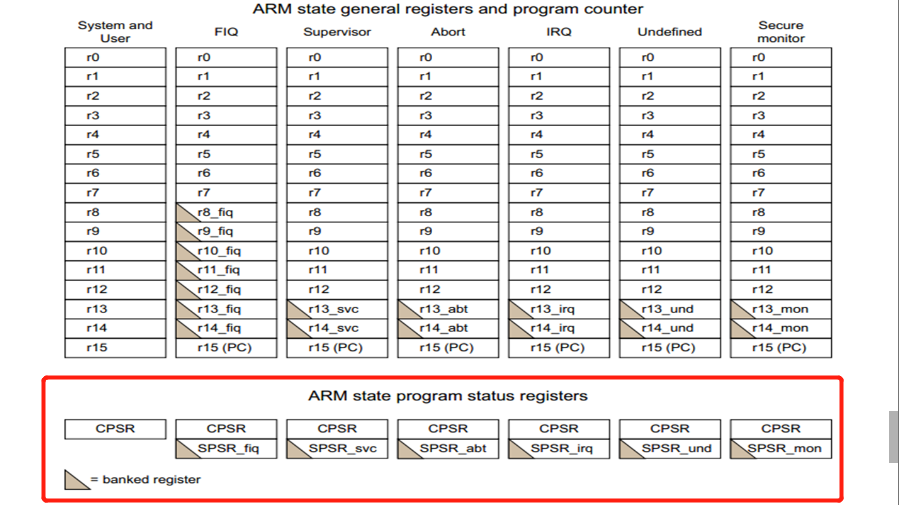 ARM state general registers and program counter
System and User FIQ Supervisor Abort IRQ Undefined Secure monitor
r0 r0 r0 r0 r0 r0 r0
r1 r1 r1 r1 r1 r1 r1
r2 r2 r2 r2 r2 r2 r2
r3 r3 r3 r3 r3 r3 r3
r4 r4 r4 r4 r4 r4 r4
r5 r5 r5 r5 r5 r5 r5
r6 r6 r6 r6 r6 r6 r6
r7 r7 r7 r7 r7 r7 r7
r8 r8_fiq r8 r8 r8 r8 r8
r9 r9_fiq r9 r9 r9 r9 r9
r10 r10_fiq r10 r10 r10 r10 r10
r11 r11_fiq r11 r11 r11 r11 r11
r12 r12_fiq r12 r12 r12 r12 r12
r13 r13_fiq r13_svc r13_abt r13_irq r13_und r13_mon
r14 r14_fiq r14_svc r14_abt r14_irq r14_und r14_mon
r15 r15 (PC) r15 (PC) r15 (PC) r15 (PC) r15 (PC) r15 (PC)
ARM state program status registers
CPSR CPSR CPSR CPSR CPSR CPSR CPSR
SPSR_fiq SPSR_svc SPSR_abt SPSR_irq SPSR_und SPSR_mon
= banked register